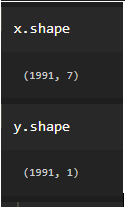 x.shape
(1991, 7)
y.shape
(1991, 1)